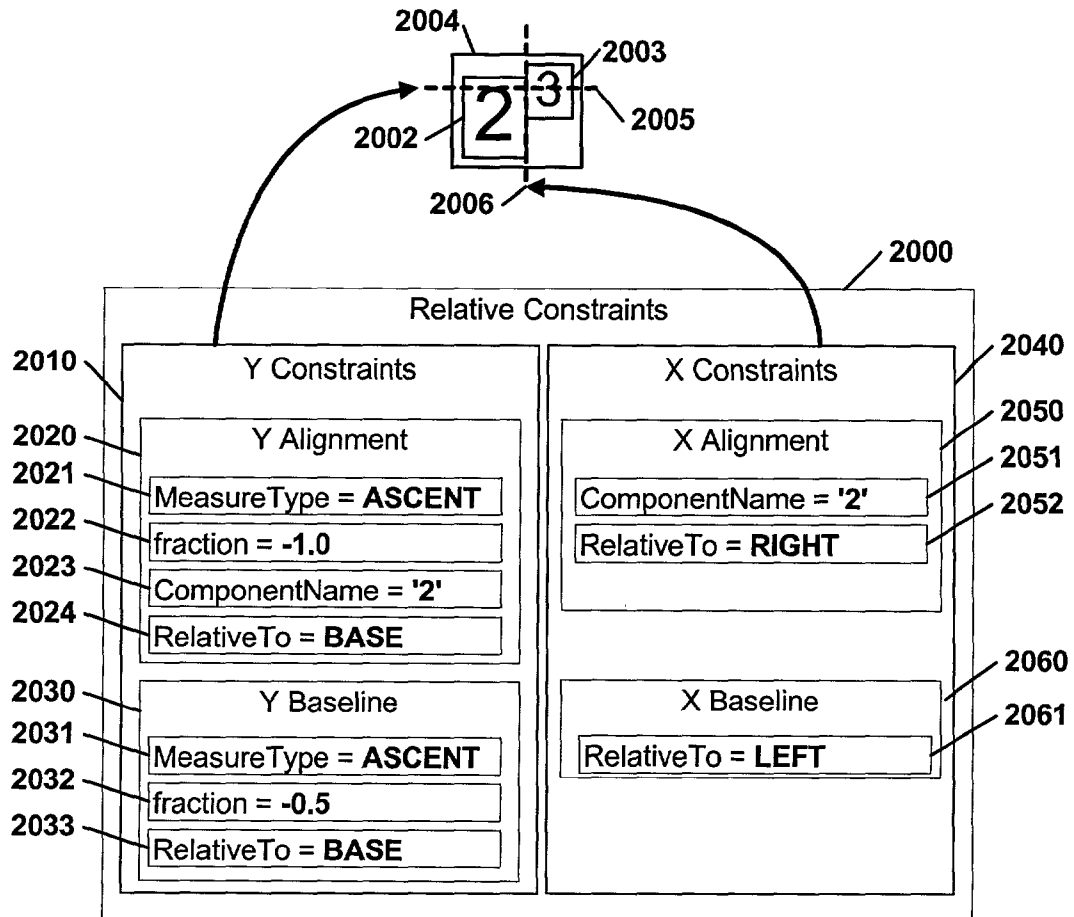 2004
2003
2
3
2002
2005
2006
2000
Relative Constraints
2010
Y Constraints
2020
Y Alignment
2021
MeasureType = ASCENT
2022
fraction = -1.0
2023
ComponentName = '2'
2024
RelativeTo = BASE
2030
Y Baseline
2031
MeasureType = ASCENT
2032
fraction = -0.5
2033
RelativeTo = BASE
2040
X Constraints
2050
X Alignment
2051
ComponentName = '2'
2052
RelativeTo = RIGHT
2060
X Baseline
2061
RelativeTo = LEFT